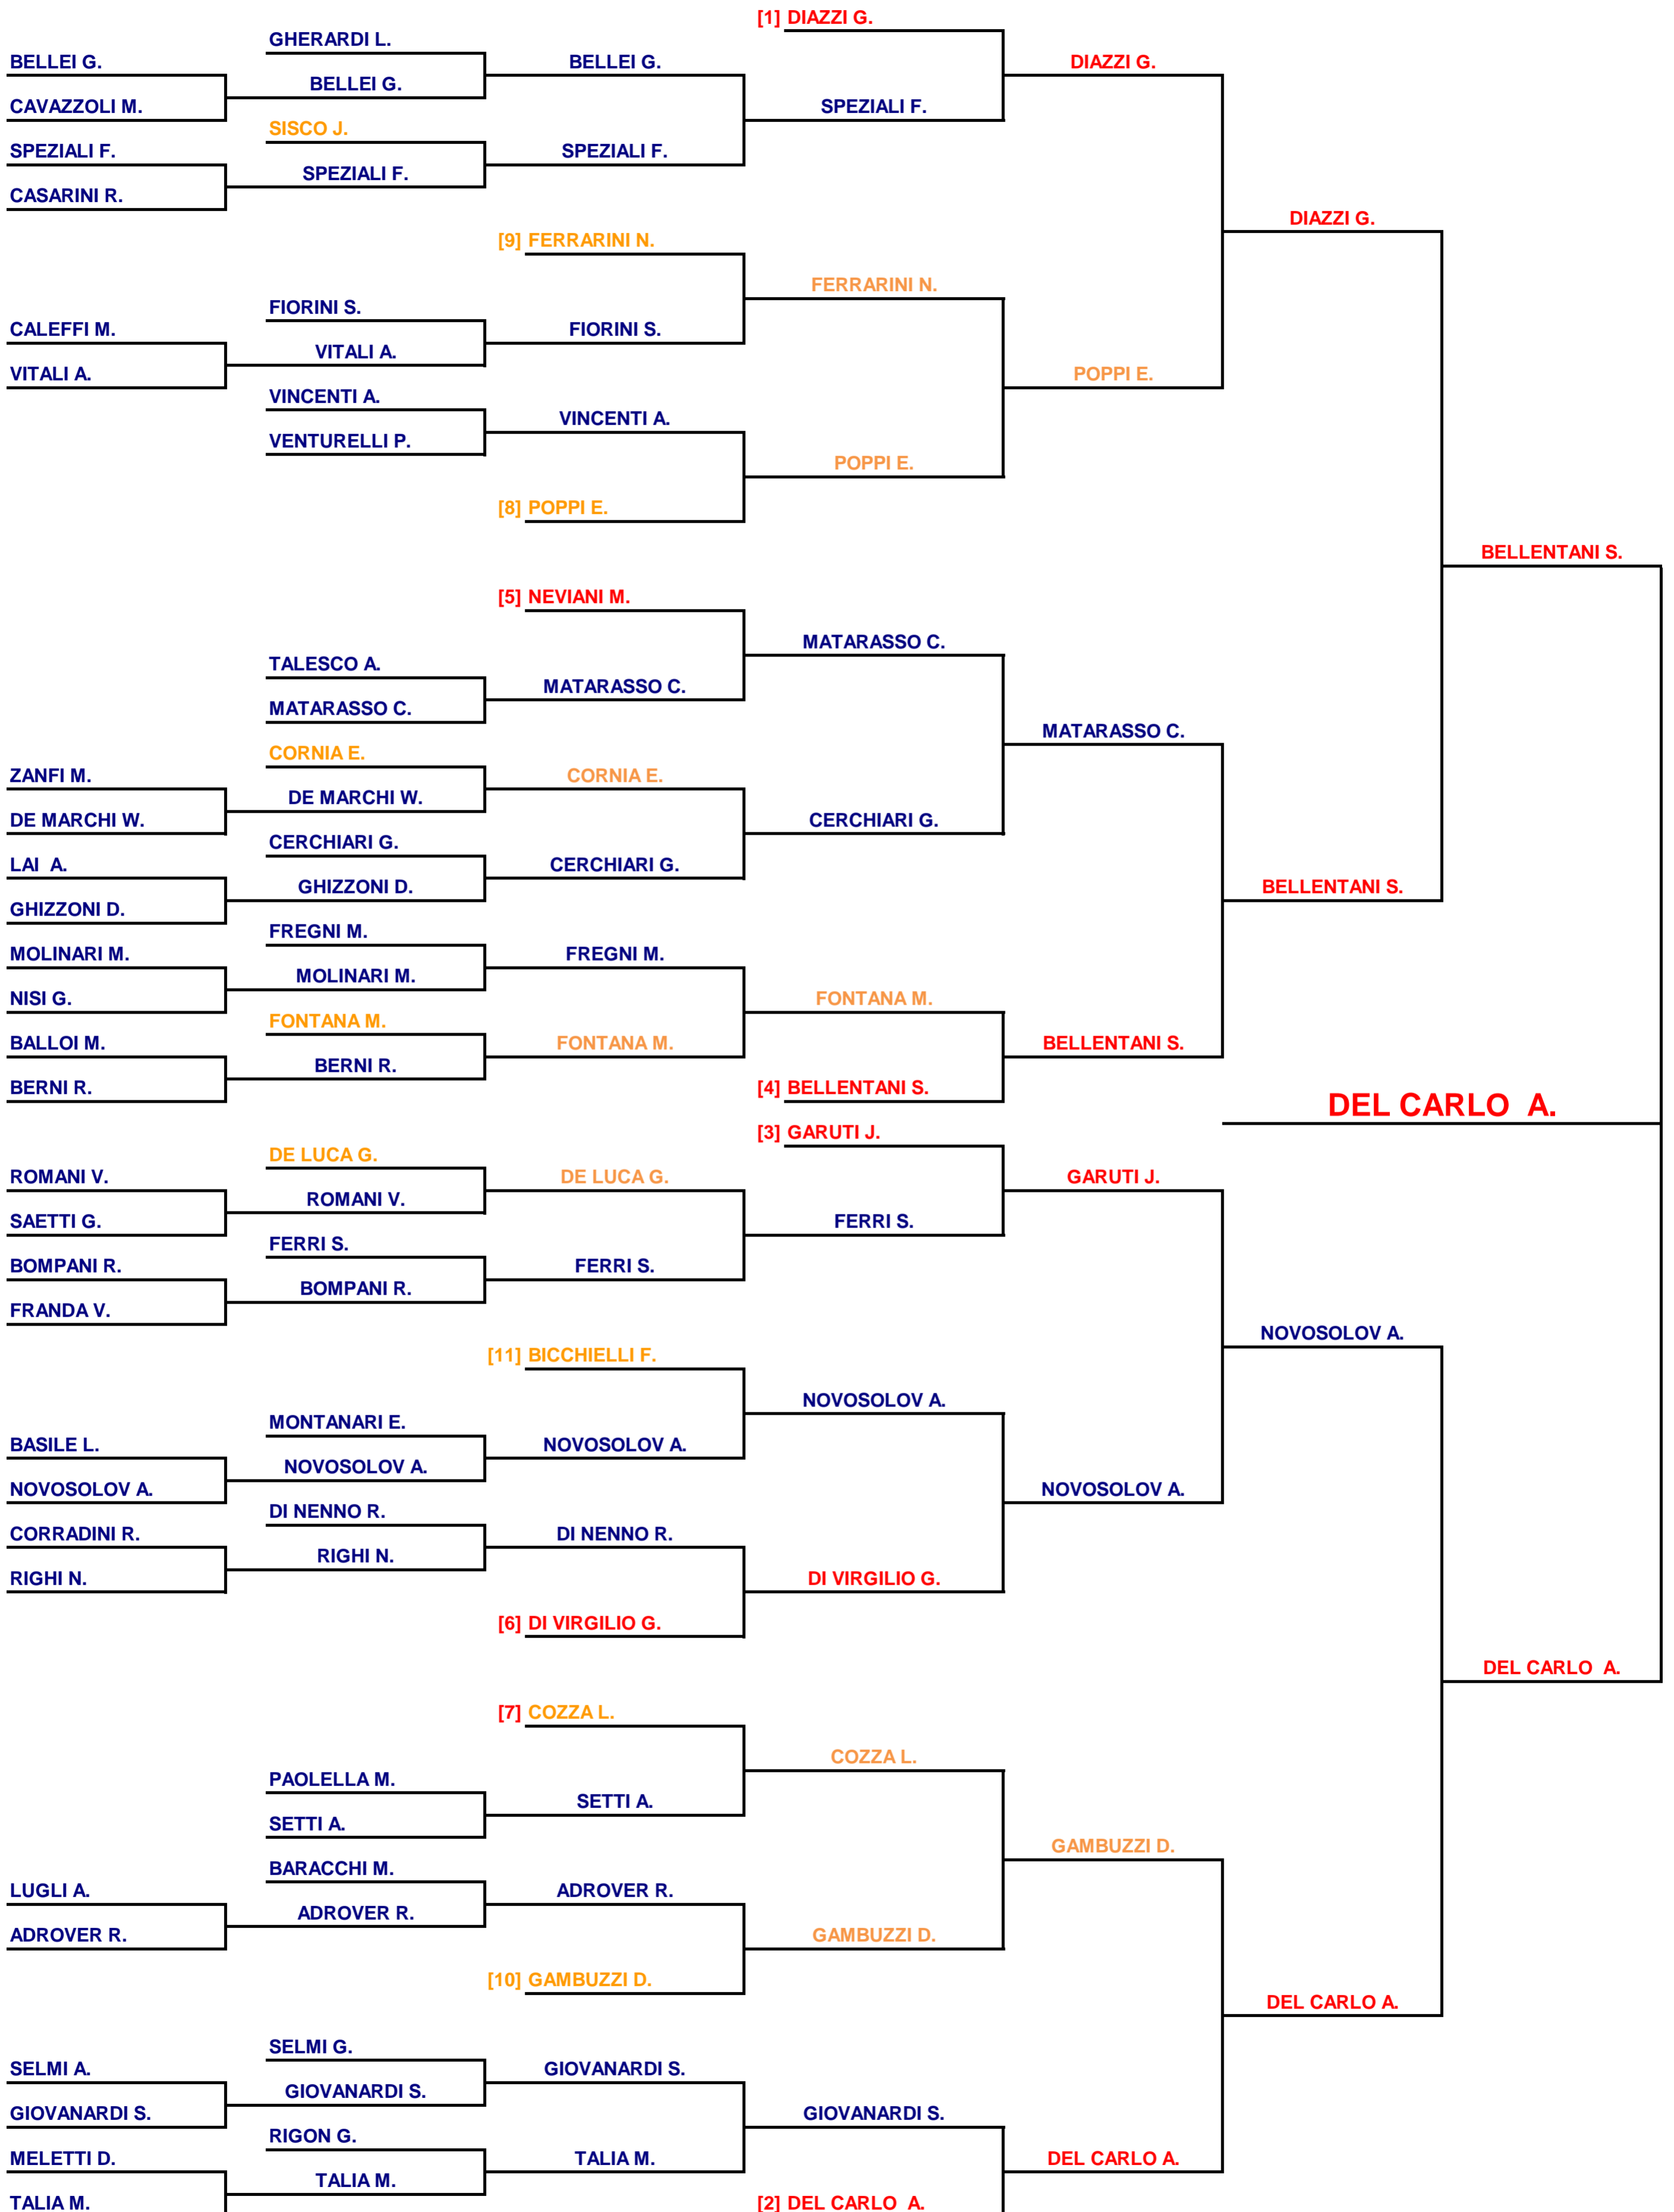 [1] DIAZZI G.
GHERARDI L.
BELLEI G. BELLEI G. DIAZZI G.
BELLEI G.
CAVAZZOLI M. SPEZIALI F.
SISCO J.
SPEZIALI F. SPEZIALI F.
SPEZIALI F.
CASARINI R.
DIAZZI G.
[9] FERRARINI N.
FERRARINI N.
FIORINI S.
CALEFFI M. FIORINI S.
VITALI A.
VITALI A. POPPI E.
VINCENTI A.
VINCENTI A.
VENTURELLI P.
POPPI E.
[8] POPPI E.
BELLENTANI S.
[5] NEVIANI M.
MATARASSO C.
TALESCO A.
MATARASSO C.
MATARASSO C.
MATARASSO C.
CORNIA E.
ZANFI M. CORNIA E.
DE MARCHI W.
DE MARCHI W. CERCHIARI G.
CERCHIARI G.
LAI A. CERCHIARI G.
GHIZZONI D. BELLENTANI S.
GHIZZONI D.
FREGNI M.
MOLINARI M. FREGNI M.
MOLINARI M.
NISI G. FONTANA M.
FONTANA M.
BALLOI M. FONTANA M. BELLENTANI S.
BERNI R.
BERNI R. [4] BELLENTANI S.
DEL CARLO A.
[3] GARUTI J.
DE LUCA G.
ROMANI V. DE LUCA G. GARUTI J.
ROMANI V.
SAETTI G. FERRI S.
FERRI S.
BOMPANI R. FERRI S.
BOMPANI R.
FRANDA V.
NOVOSOLOV A.
[11] BICCHIELLI F.
NOVOSOLOV A.
MONTANARI E.
BASILE L. NOVOSOLOV A.
NOVOSOLOV A.
NOVOSOLOV A. NOVOSOLOV A.
DI NENNO R.
CORRADINI R. DI NENNO R.
RIGHI N.
RIGHI N. DI VIRGILIO G.
[6] DI VIRGILIO G.
DEL CARLO A.
[7] COZZA L.
COZZA L.
PAOLELLA M.
SETTI A.
SETTI A.
GAMBUZZI D.
BARACCHI M.
LUGLI A. ADROVER R.
ADROVER R.
ADROVER R. GAMBUZZI D.
[10] GAMBUZZI D.
DEL CARLO A.
SELMI G.
SELMI A. GIOVANARDI S.
GIOVANARDI S.
GIOVANARDI S. GIOVANARDI S.
RIGON G.
MELETTI D. TALIA M. DEL CARLO A.
TALIA M.
TALIA M. [2] DEL CARLO A.